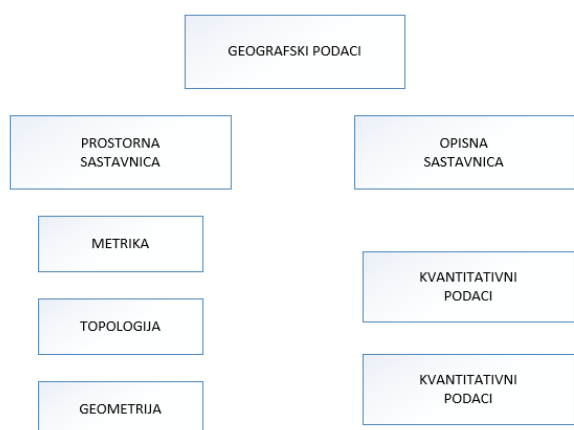 GEOGRAFSKI PODACI
PROSTORNA
SASTAVNICA
OPISNA
SASTAVNICA
METRIKA
TOPOLOGIJA
GEOMETRIJA
KVANTITATIVNI
PODACI
KVANTITATIVNI
PODACI